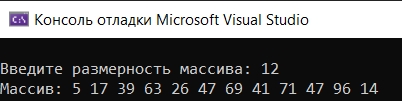 Консоль отладки Microsoft Visual Studio
Введите размерность массива: 12
Массив: 5 17 39 63 26 47 69 41 71 47 96 14